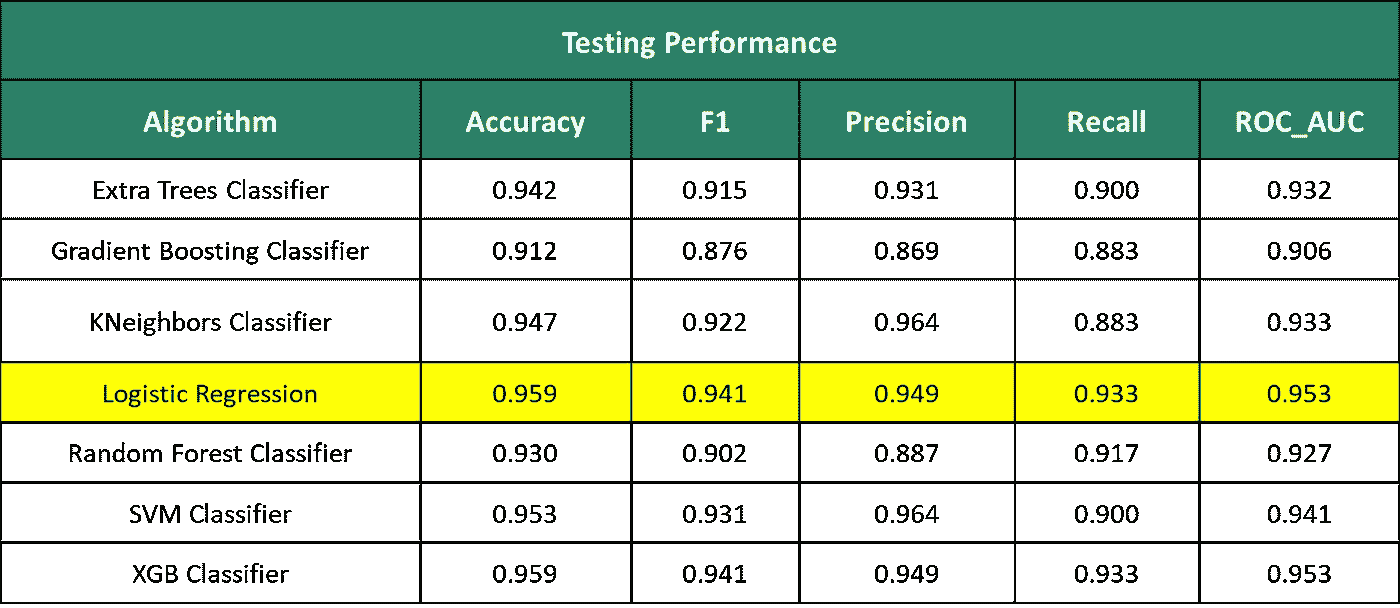 Testing Performance
Algorithm Accuracy F1 Precision Recall ROC_AUC
Extra Trees Classifier 0.942 0.915 0.931 0.900 0.932
Gradient Boosting Classifier 0.912 0.876 0.869 0.883 0.906
KNeighbors Classifier 0.947 0.922 0.964 0.883 0.933
Logistic Regression 0.959 0.941 0.949 0.933 0.953
Random Forest Classifier 0.930 0.902 0.887 0.917 0.927
SVM Classifier 0.953 0.931 0.964 0.900 0.941
XGB Classifier 0.959 0.941 0.949 0.933 0.953